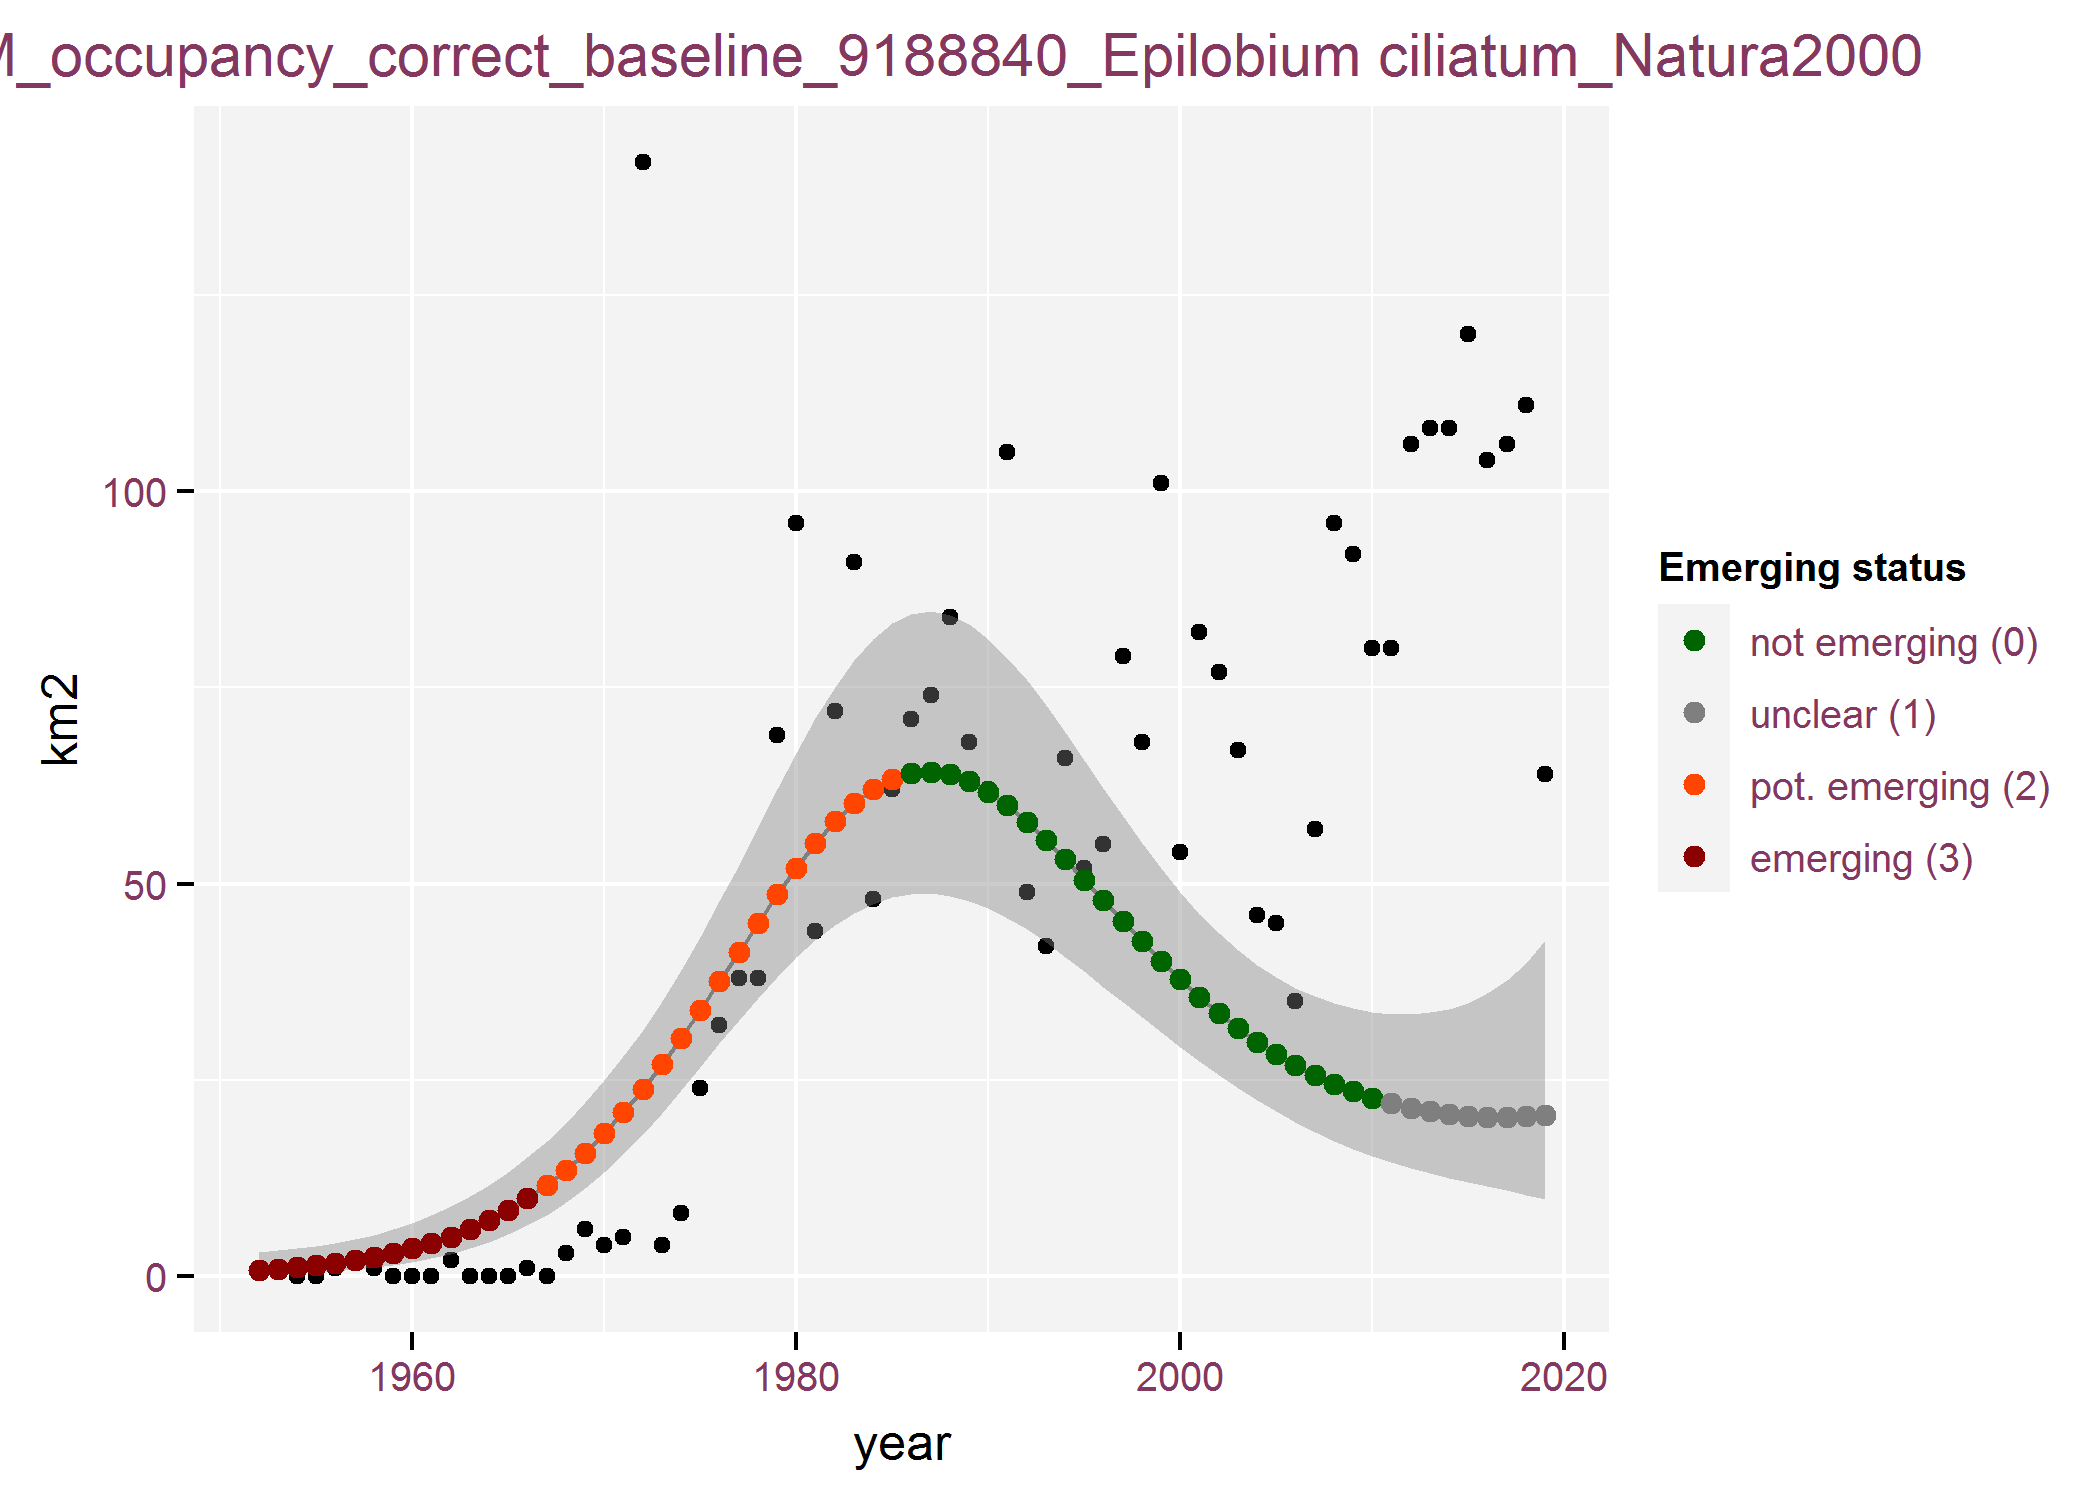 _occupancy_correct_baseline_9188840_Epilobium ciliatum_Natura2000
100
50
0
km2
1960
1980
2000
2020
year
Emerging status
not emerging (0)
unclear (1)
pot. emerging (2)
emerging (3)